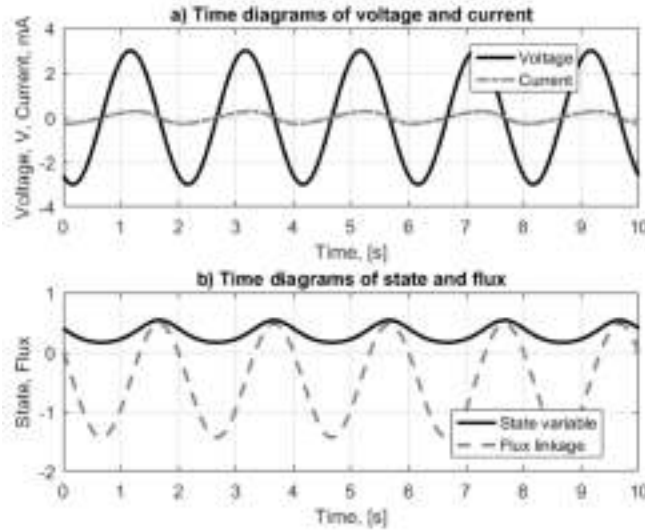 a) Time diagrams of voltage and current
Voltage, V, Current, mA
4
2
0
-2
-4
Voltage
Current
0 1 2 3 4 5 6 7 8 9 10
Time, [s]
b) Time diagrams of state and flux
State, Flux
1
0
-1
-2
State variable
Flux linkage
0 1 2 3 4 5 6 7 8 9 10
Time, [s]